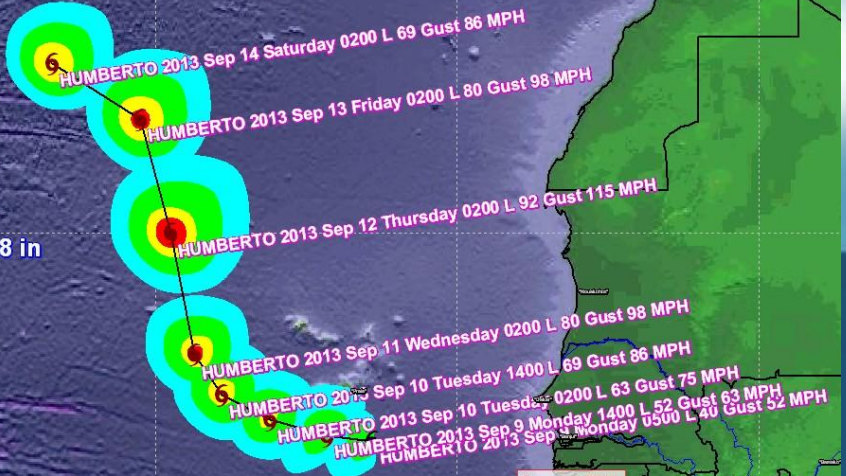 HUMBERTO 2013 Sep 14 Saturday 0200 L 69 Gust 86 MPH
HUMBERTO 2013 Sep 13 Friday 0200 L 80 Gust 98 MPH
HUMBERTO 2013 Sep 12 Thursday 0200 L 92 Gust 115 MPH
8 in
HUMBERTO 2013 Sep 11 Wednesday 0200 L 80 Gust 98 MPH
HUMBERTO 2013 Sep 10 Tuesday 1400 L 69 Gust 86 MPH
HUMBERTO 2013 Sep 10 Tuesday 0200 L 63 Gust 75 MPH
HUMBERTO 2013 Sep 9 Monday 1400 L 52 Gust 63 MPH
HUMBERTO 2013 Sep 9 Monday 0500 L 40 Gust 52 MPH